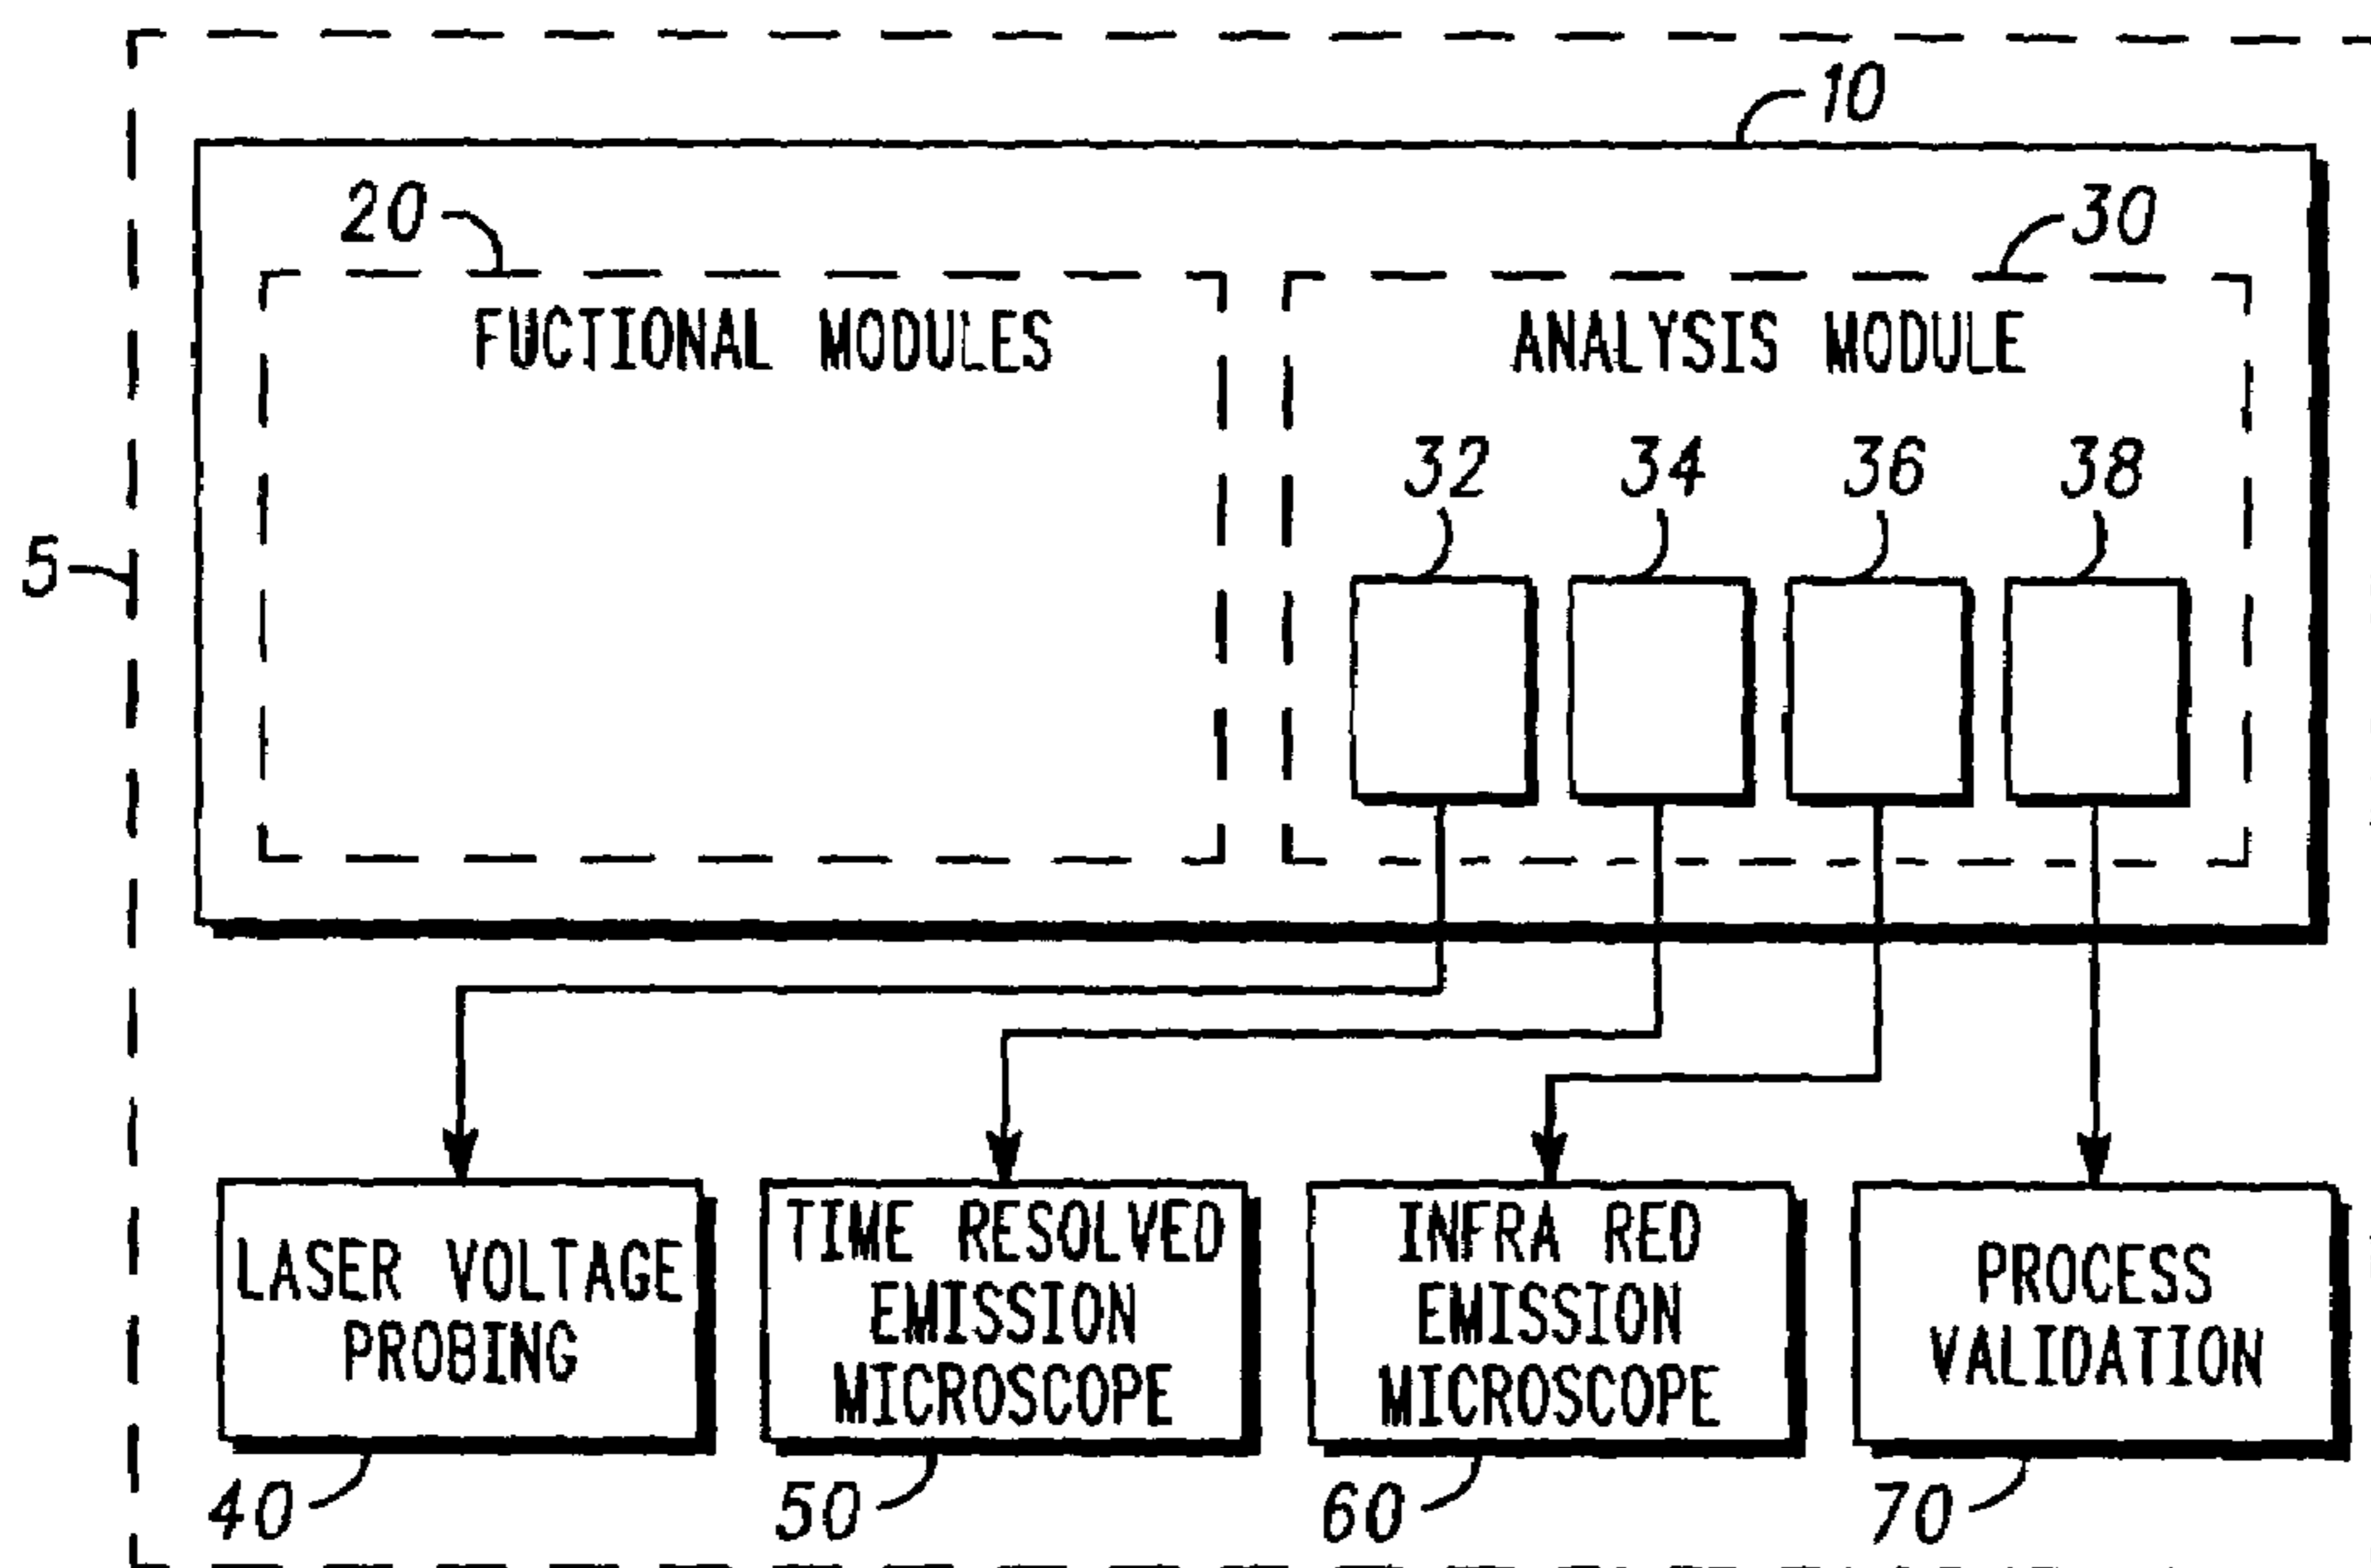 10
20
30
FUCTIONAL MODULES
ANALYSIS MODULE
32 34 36 38
5
LASER VOLTAGE
PROBING
TIME RESOLVED
EMISSION
MICROSCOPE
INFRA RED
EMISSION
MICROSCOPE
PROCESS
VALIDATION
40
50
60
70